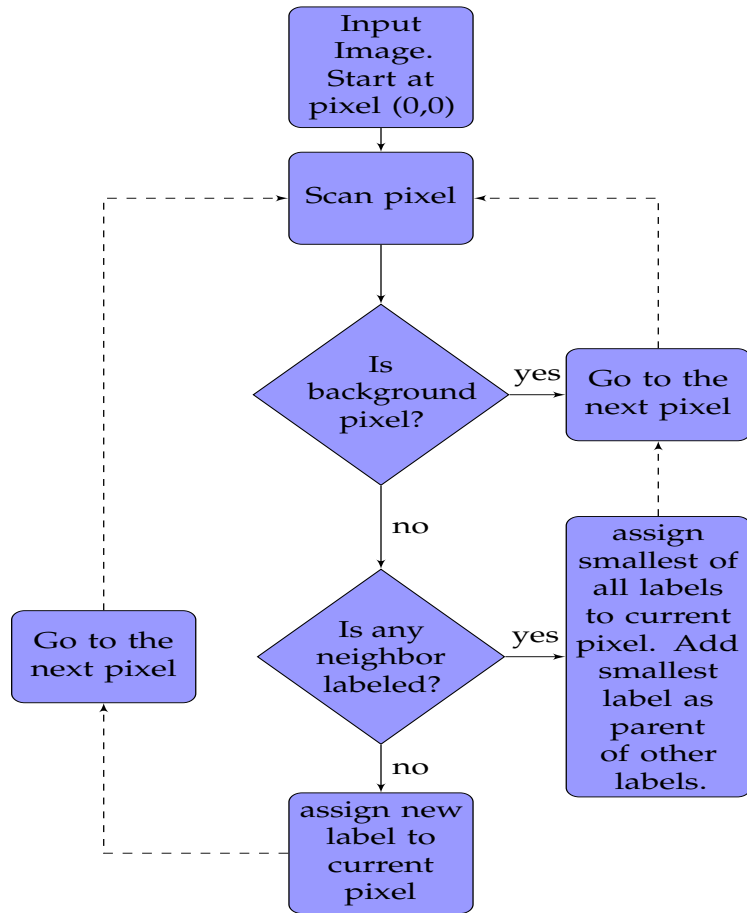 Input
Image.
Start at
pixel (0,0)
Scan pixel
Is
background
pixel?
yes
Go to the
next pixel
no
Is any
neighbor
labeled?
yes
assign
smallest of
all labels
to current
pixel. Add
smallest
label as
parent
of other
labels.
Go to the
next pixel
no
assign new
label to
current
pixel